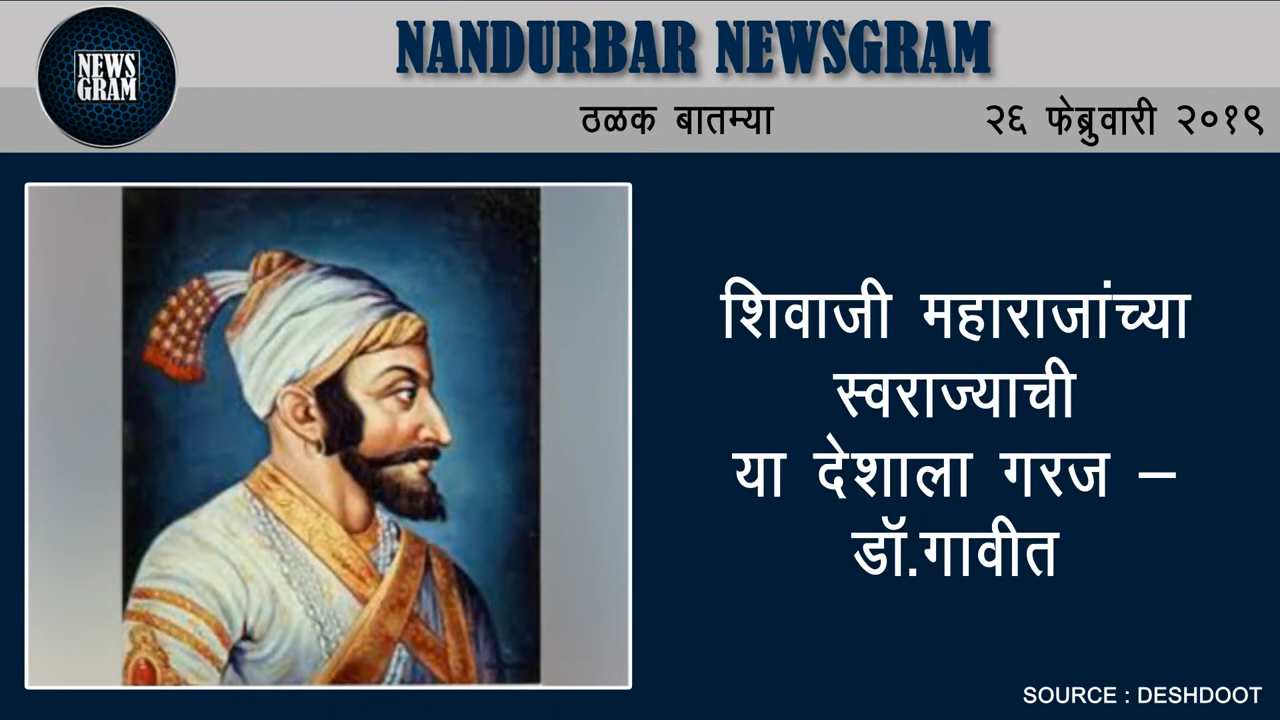 NEWS
GRAM
NANDURBAR NEWSGRAM
ठळक बातम्या
२६ फेब्रुवारी २०१९
शिवाजी महाराजांच्या
स्वराज्याची
या देशाला गरज –
डॉ.गावीत
SOURCE : DESHDOOT